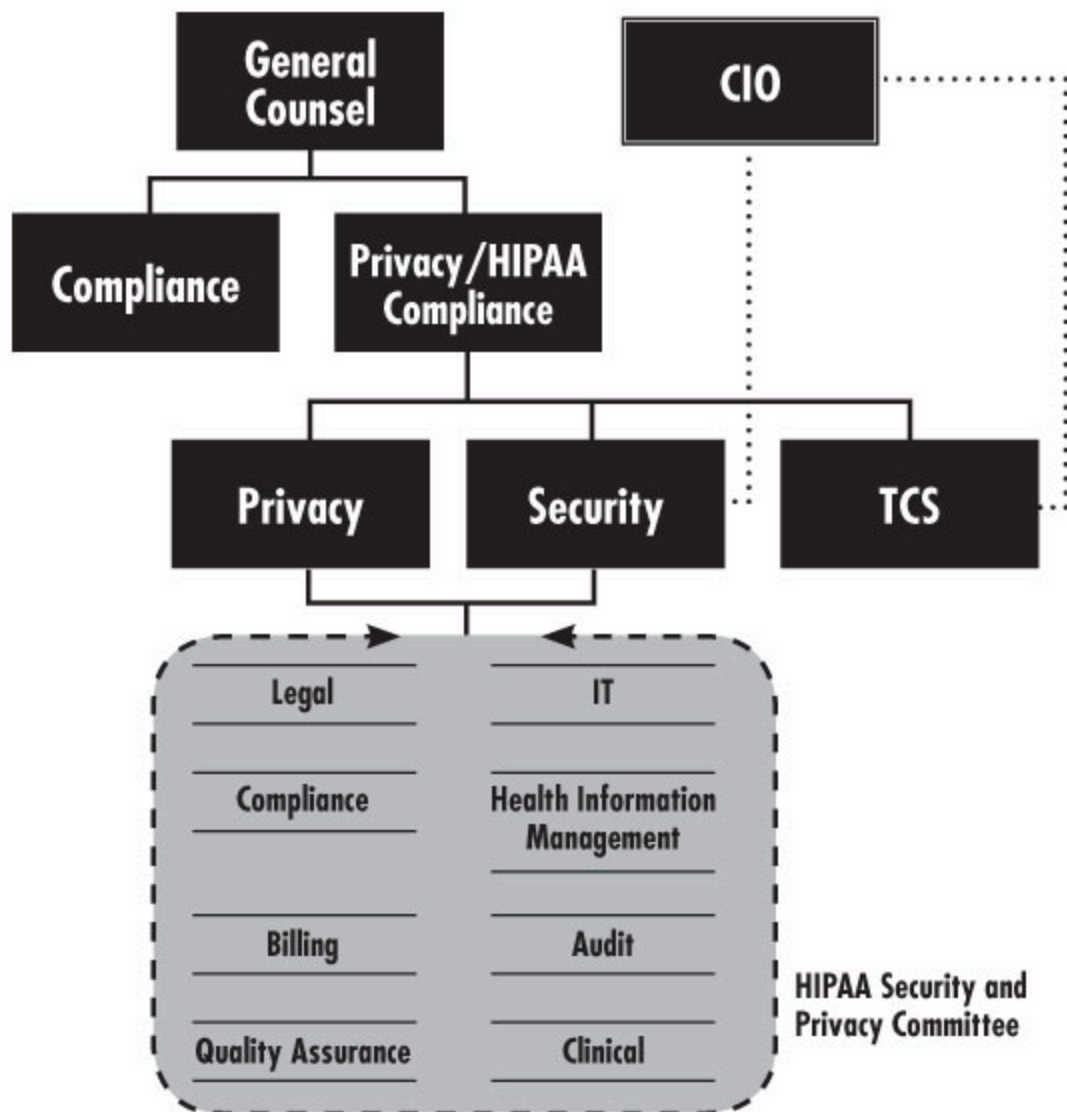 General
Counsel
CIO
Compliance
Privacy/HIPAA
Compliance
Privacy
Security
TCS
Legal
IT
Compliance
Health Information
Management
Billing
Audit
HIPAA Security and
Privacy Committee
Quality Assurance
Clinical